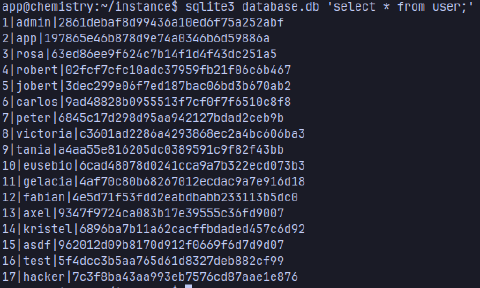 app@chemistry:~/instance$ sqlite3 database.db 'select * from user;'
1|admin|2861debaf8d99436a10ed6f75a252abf
2|app|197865e46b878d9e74a0346b6d59886a
3|rosa|63ed86ee9f624c7b14f1d4f43dc251a5
4|robert|02fcf7cfc10adc37959fb21f06c6b467
5|jobert|3dec299e06f7ed187bac06bd3b670ab2
6|carlos|9ad48828b0955513f7cf0f7f6510c8f8
7|peter|6845c17d298d95aa942127bdad2ceb9b
8|victoria|c3601ad2286a4293868ec2a4bc606ba3
9|tania|a4aa55e816205dc0389591c9f82f43bb
10|eusebio|6cad48078d0241cca9a7b322ecd073b3
11|gelacia|4af70c80b68267012ecdac9a7e916d18
12|fabian|4e5d71f53fdd2eabdbabb233113b5dc0
13|axel|9347f9724ca083b17e39555c36fd9007
14|kristel|6896ba7b11a62cacffbdaded457c6d92
15|asdf|962012d09b8170d912f0669f6d7d9d07
16|test|5f4dcc3b5aa765d61d8327deb882cf99
17|hacker|7c3f8ba43aa993eb7576cd87aae1e876